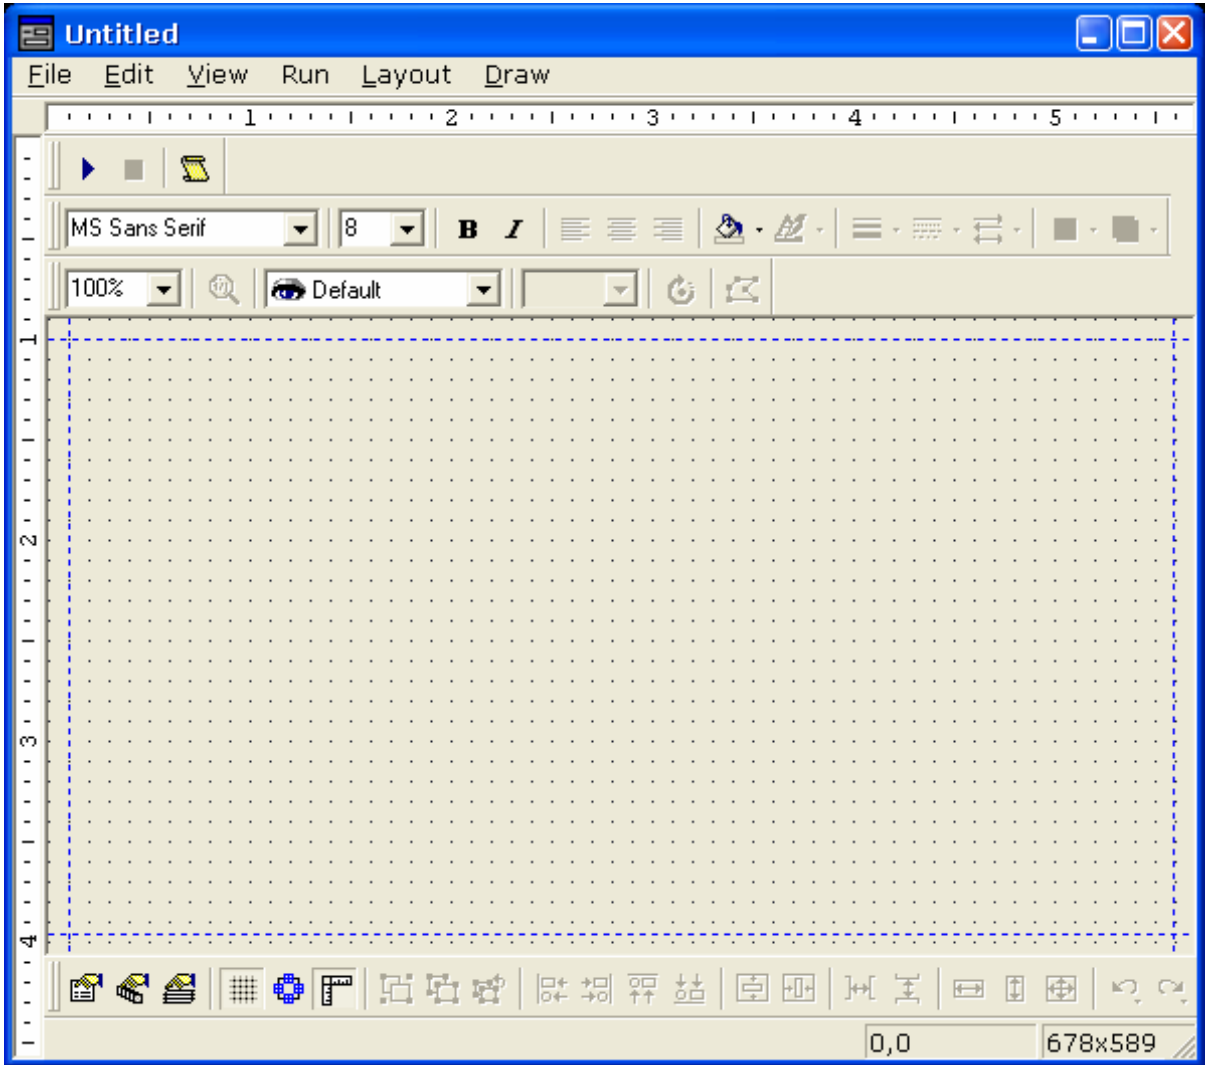 Untitled
File Edit View Run Layout Draw
1 2 3 4 5
MS Sans Serif 8 B I
100% Default
1
2
3
4
0,0 678x589